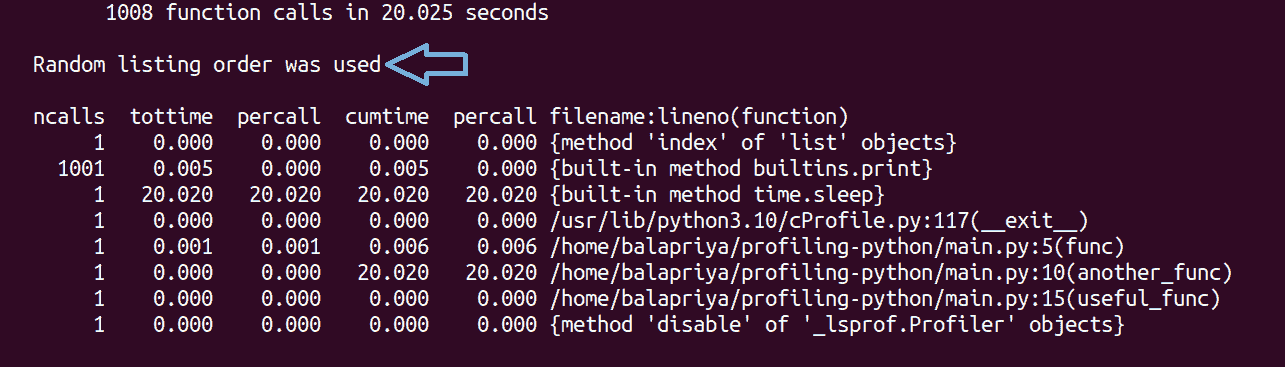 1008 function calls in 20.025 seconds
Random listing order was used
ncalls tottime percall cumtime percall filename:lineno(function)
1 0.000 0.000 0.000 0.000 {method 'index' of 'list' objects}
1001 0.005 0.000 0.005 0.000 {built-in method builtins.print}
1 20.020 20.020 20.020 20.020 {built-in method time.sleep}
1 0.000 0.000 0.000 0.000 /usr/lib/python3.10/cProfile.py:117(__exit__)
1 0.001 0.001 0.006 0.006 /home/balapriya/profiling-python/main.py:5(func)
1 0.000 0.000 20.020 20.020 /home/balapriya/profiling-python/main.py:10(another_func)
1 0.000 0.000 0.000 0.000 /home/balapriya/profiling-python/main.py:15(useful_func)
1 0.000 0.000 0.000 0.000 {method 'disable' of '_lsprof.Profiler' objects}